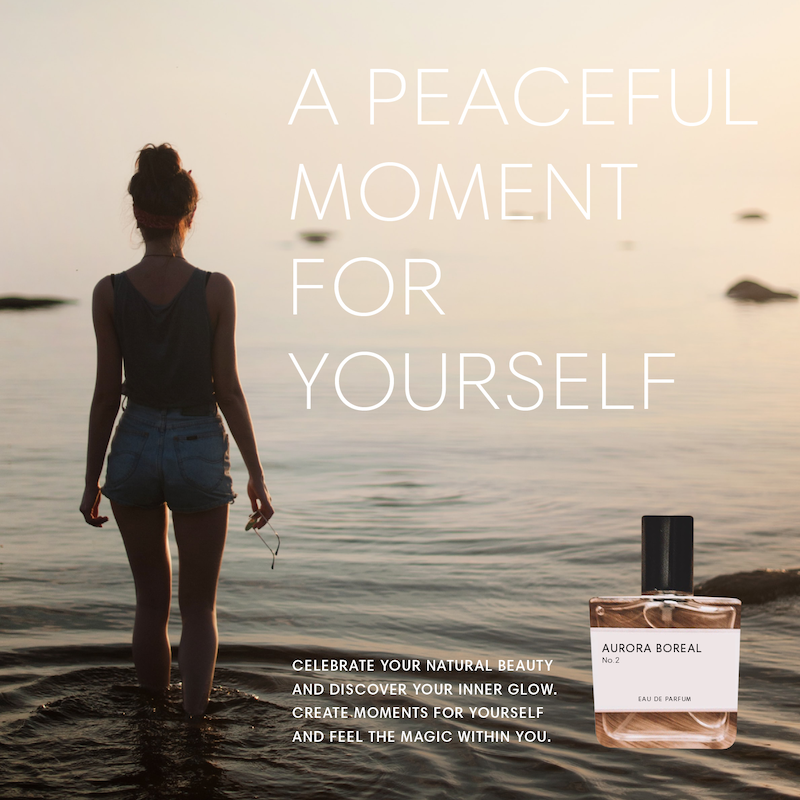 A PEACEFUL
MOMENT
FOR
YOURSELF
CELEBRATE YOUR NATURAL BEAUTY
AND DISCOVER YOUR INNER GLOW.
CREATE MOMENTS FOR YOURSELF
AND FEEL THE MAGIC WITHIN YOU.
AURORA BOREAL
No.2
EAU DE PARFUM